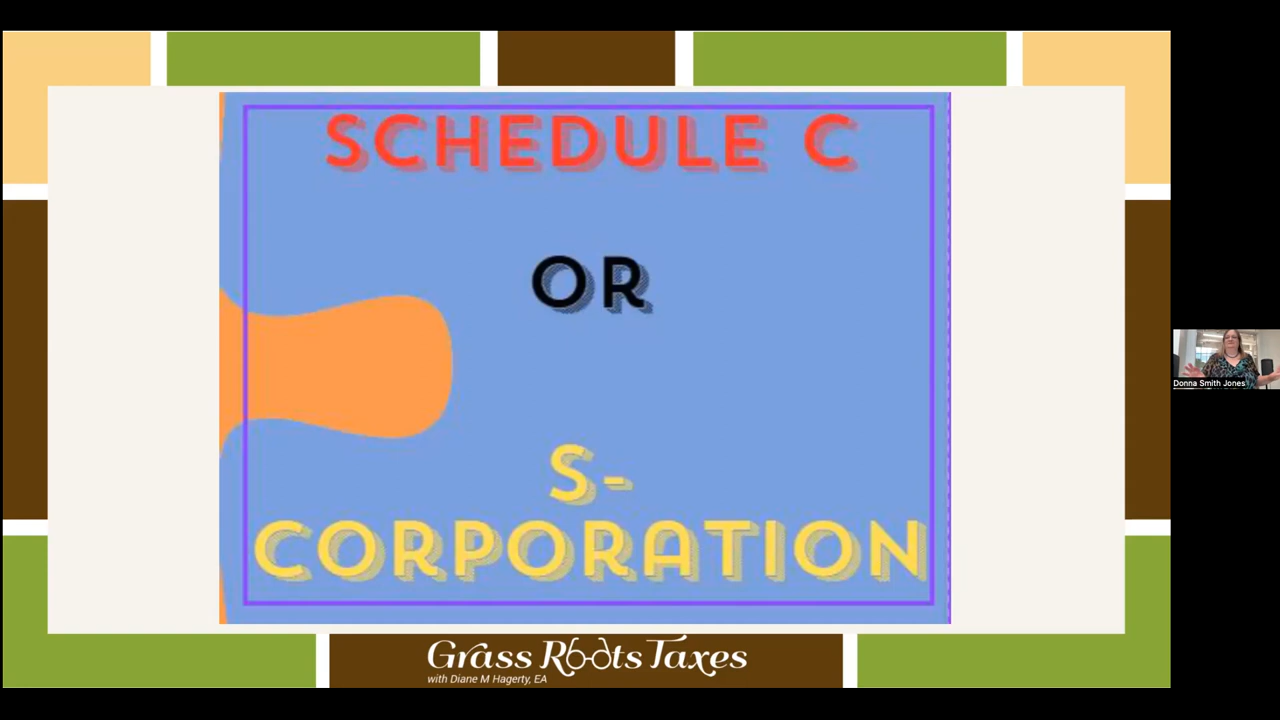 SCHEDULE C
OR
S-
CORPORATION
Donna Smith Jones
Grass Roots Taxes
with Diane M Hagerty, EA